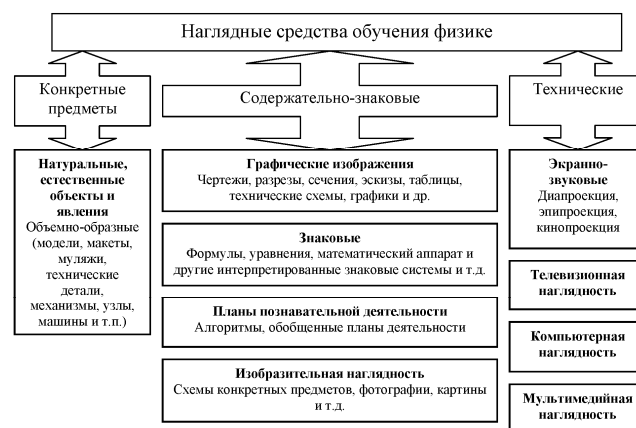 Наглядные средства обучения физике
Конкретные
предметы
Содержательно-знаковые
Технические
Натуральные,
естественные
объекты и
явления
Объемно-образные
(модели, макеты,
муляжи,
технические
детали,
механизмы, узлы,
машины и т.п.)
Графические изображения
Чертежи, разрезы, сечения, эскизы, таблицы,
технические схемы, графики и др.
Знаковые
Формулы, уравнения, математический аппарат и
другие интерпретированные знаковые системы и т.д.
Планы познавательной деятельности
Алгоритмы, обобщенные планы деятельности
Изобразительная наглядность
Схемы конкретных предметов, фотографии, картины
и т.д.
Экранно-
звуковые
Диапроекция,
эпипроекция,
кинопроекция
Телевизионная
наглядность
Компьютерная
наглядность
Мультимедийная
наглядность